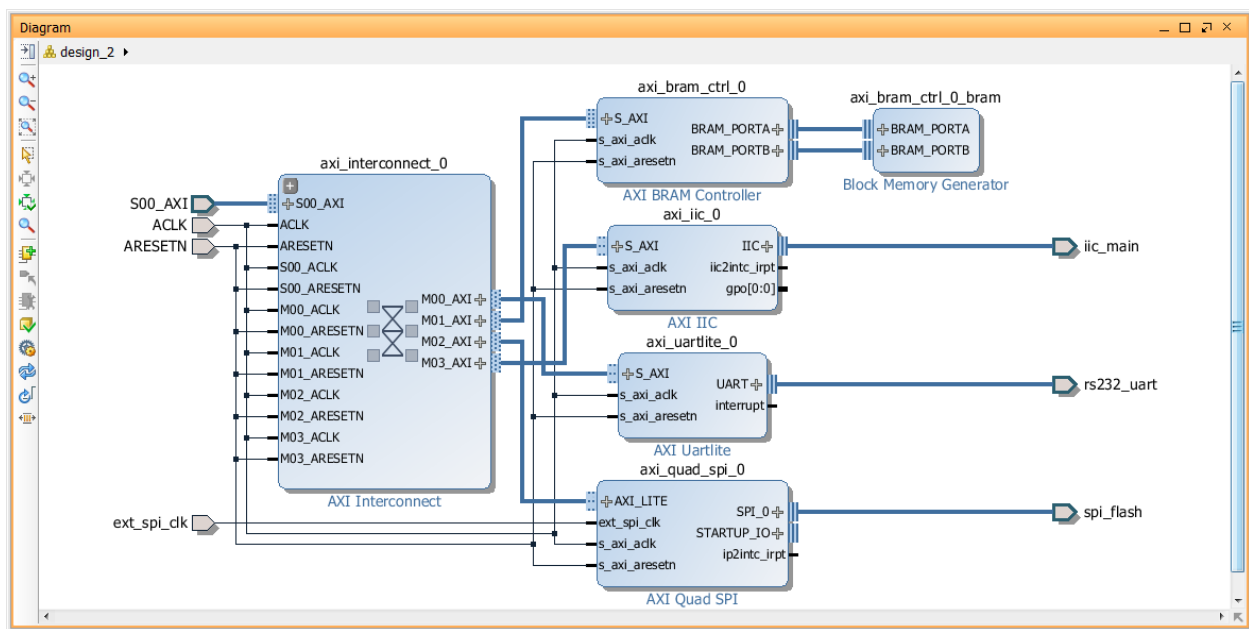 Diagram
design_2
axi_bram_ctrl_0
S_AXI
s_axi_aclk
s_axi_aresetn
BRAM_PORTA
BRAM_PORTB
AXI BRAM Controller
axi_bram_ctrl_0_bram
BRAM_PORTA
BRAM_PORTB
Block Memory Generator
S00_AXI
ACLK
ARESETN
axi_interconnect_0
S00_AXI
ACLK
ARESETN
S00_ACLK
S00_ARESETN
M00_ACLK
M00_ARESETN
M01_ACLK
M01_ARESETN
M02_ACLK
M02_ARESETN
M03_ACLK
M03_ARESETN
M00_AXI
M01_AXI
M02_AXI
M03_AXI
AXI Interconnect
axi_iic_0
S_AXI
s_axi_aclk
s_axi_aresetn
IIC
iic2intc_irpt
gpo[0:0]
AXI IIC
iic_main
axi_uartlite_0
S_AXI
s_axi_aclk
s_axi_aresetn
UART
interrupt
AXI Uartlite
rs232_uart
ext_spi_clk
axi_quad_spi_0
AXI_LITE
ext_spi_clk
s_axi_aclk
s_axi_aresetn
SPI_0
STARTUP_IO
ip2intc_irpt
AXI Quad SPI
spi_flash